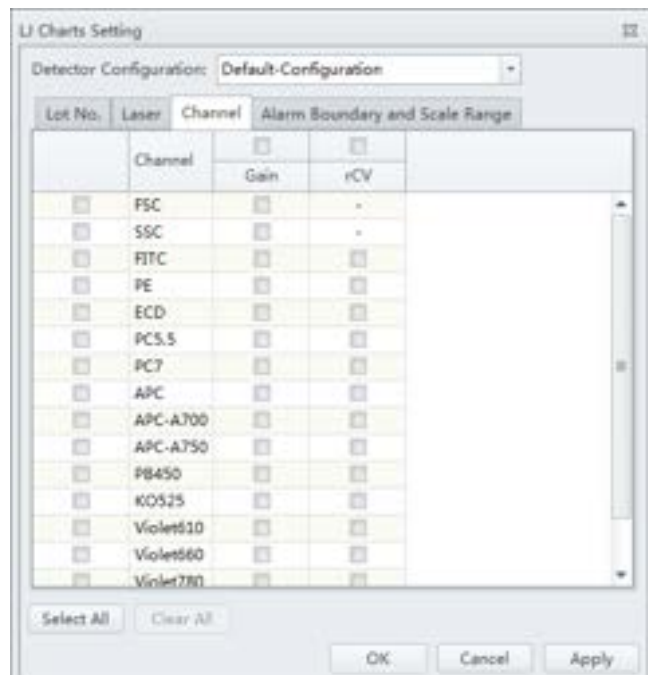 LJ Charts Setting
Detector Configuration: Default-Configuration
Lot No. Laser Channel Alarm Boundary and Scale Range
Channel
Gain rCV
FSC -
SSC -
FITC
PE
ECD
PC5.5
PC7
APC
APC-A700
APC-A750
PB450
KO525
Violet610
Violet660
Violet780
Select All Clear All
OK Cancel Apply